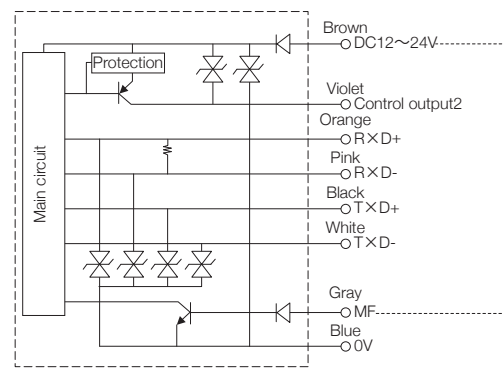 Brown
DC12～24V
Protection
Violet
Control output2
Orange
R×D+
Pink
R×D-
Main circuit
Black
T×D+
White
T×D-
Gray
MF
Blue
0V